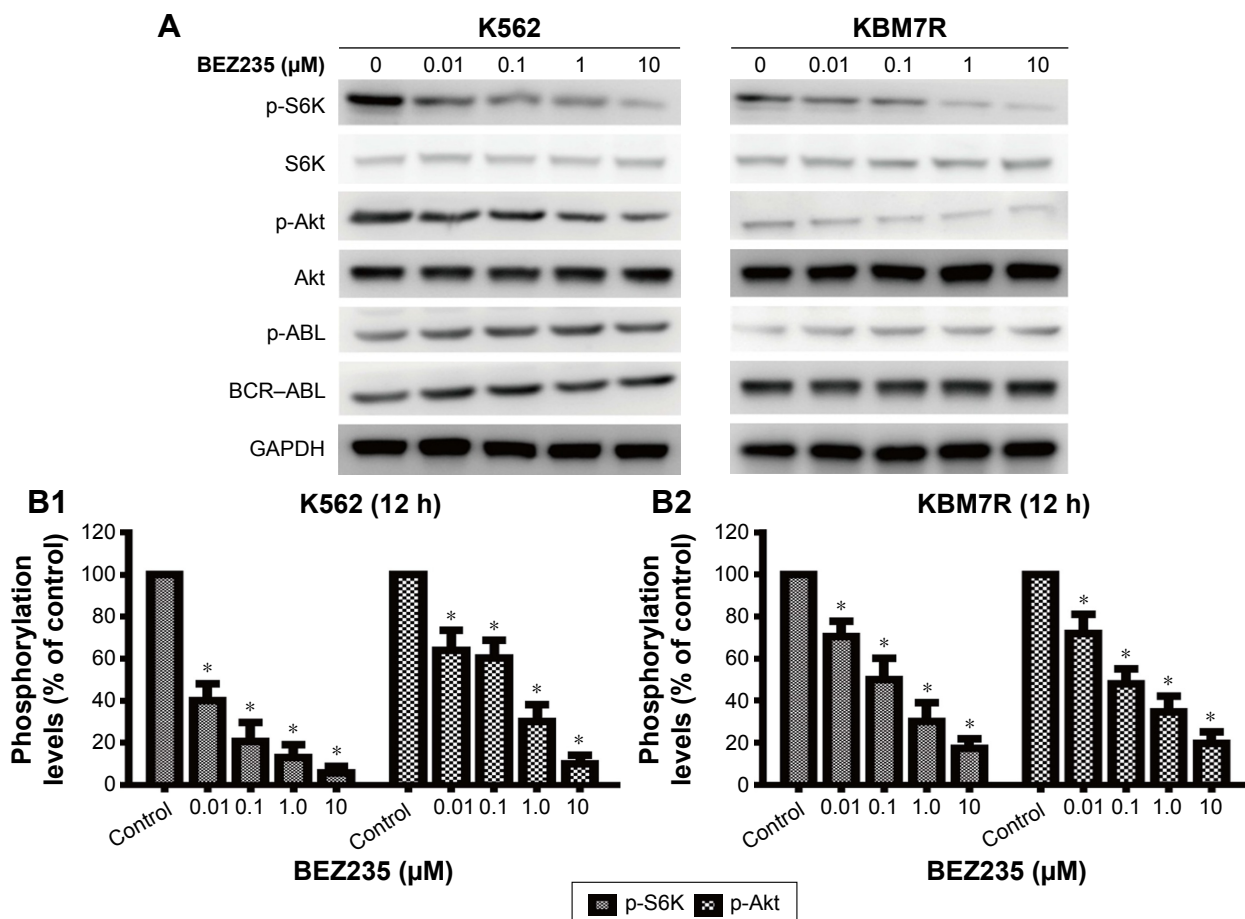 A
K562
KBM7R
BEZ235 (µM)
0 0.01 0.1 1 10
0 0.01 0.1 1 10
p-S6K
S6K
p-Akt
Akt
p-ABL
BCR–ABL
GAPDH
B1
K562 (12 h)
Phosphorylation
levels (% of control)
120
100
80
60
40
20
0
* * * * * * * *
Control 0.01 0.1 1.0 10 Control 0.01 0.1 1.0 10
BEZ235 (µM)
B2
KBM7R (12 h)
Phosphorylation
levels (% of control)
120
100
80
60
40
20
0
* * * * * * * *
Control 0.01 0.1 1.0 10 Control 0.01 0.1 1.0 10
BEZ235 (µM)
p-S6K p-Akt